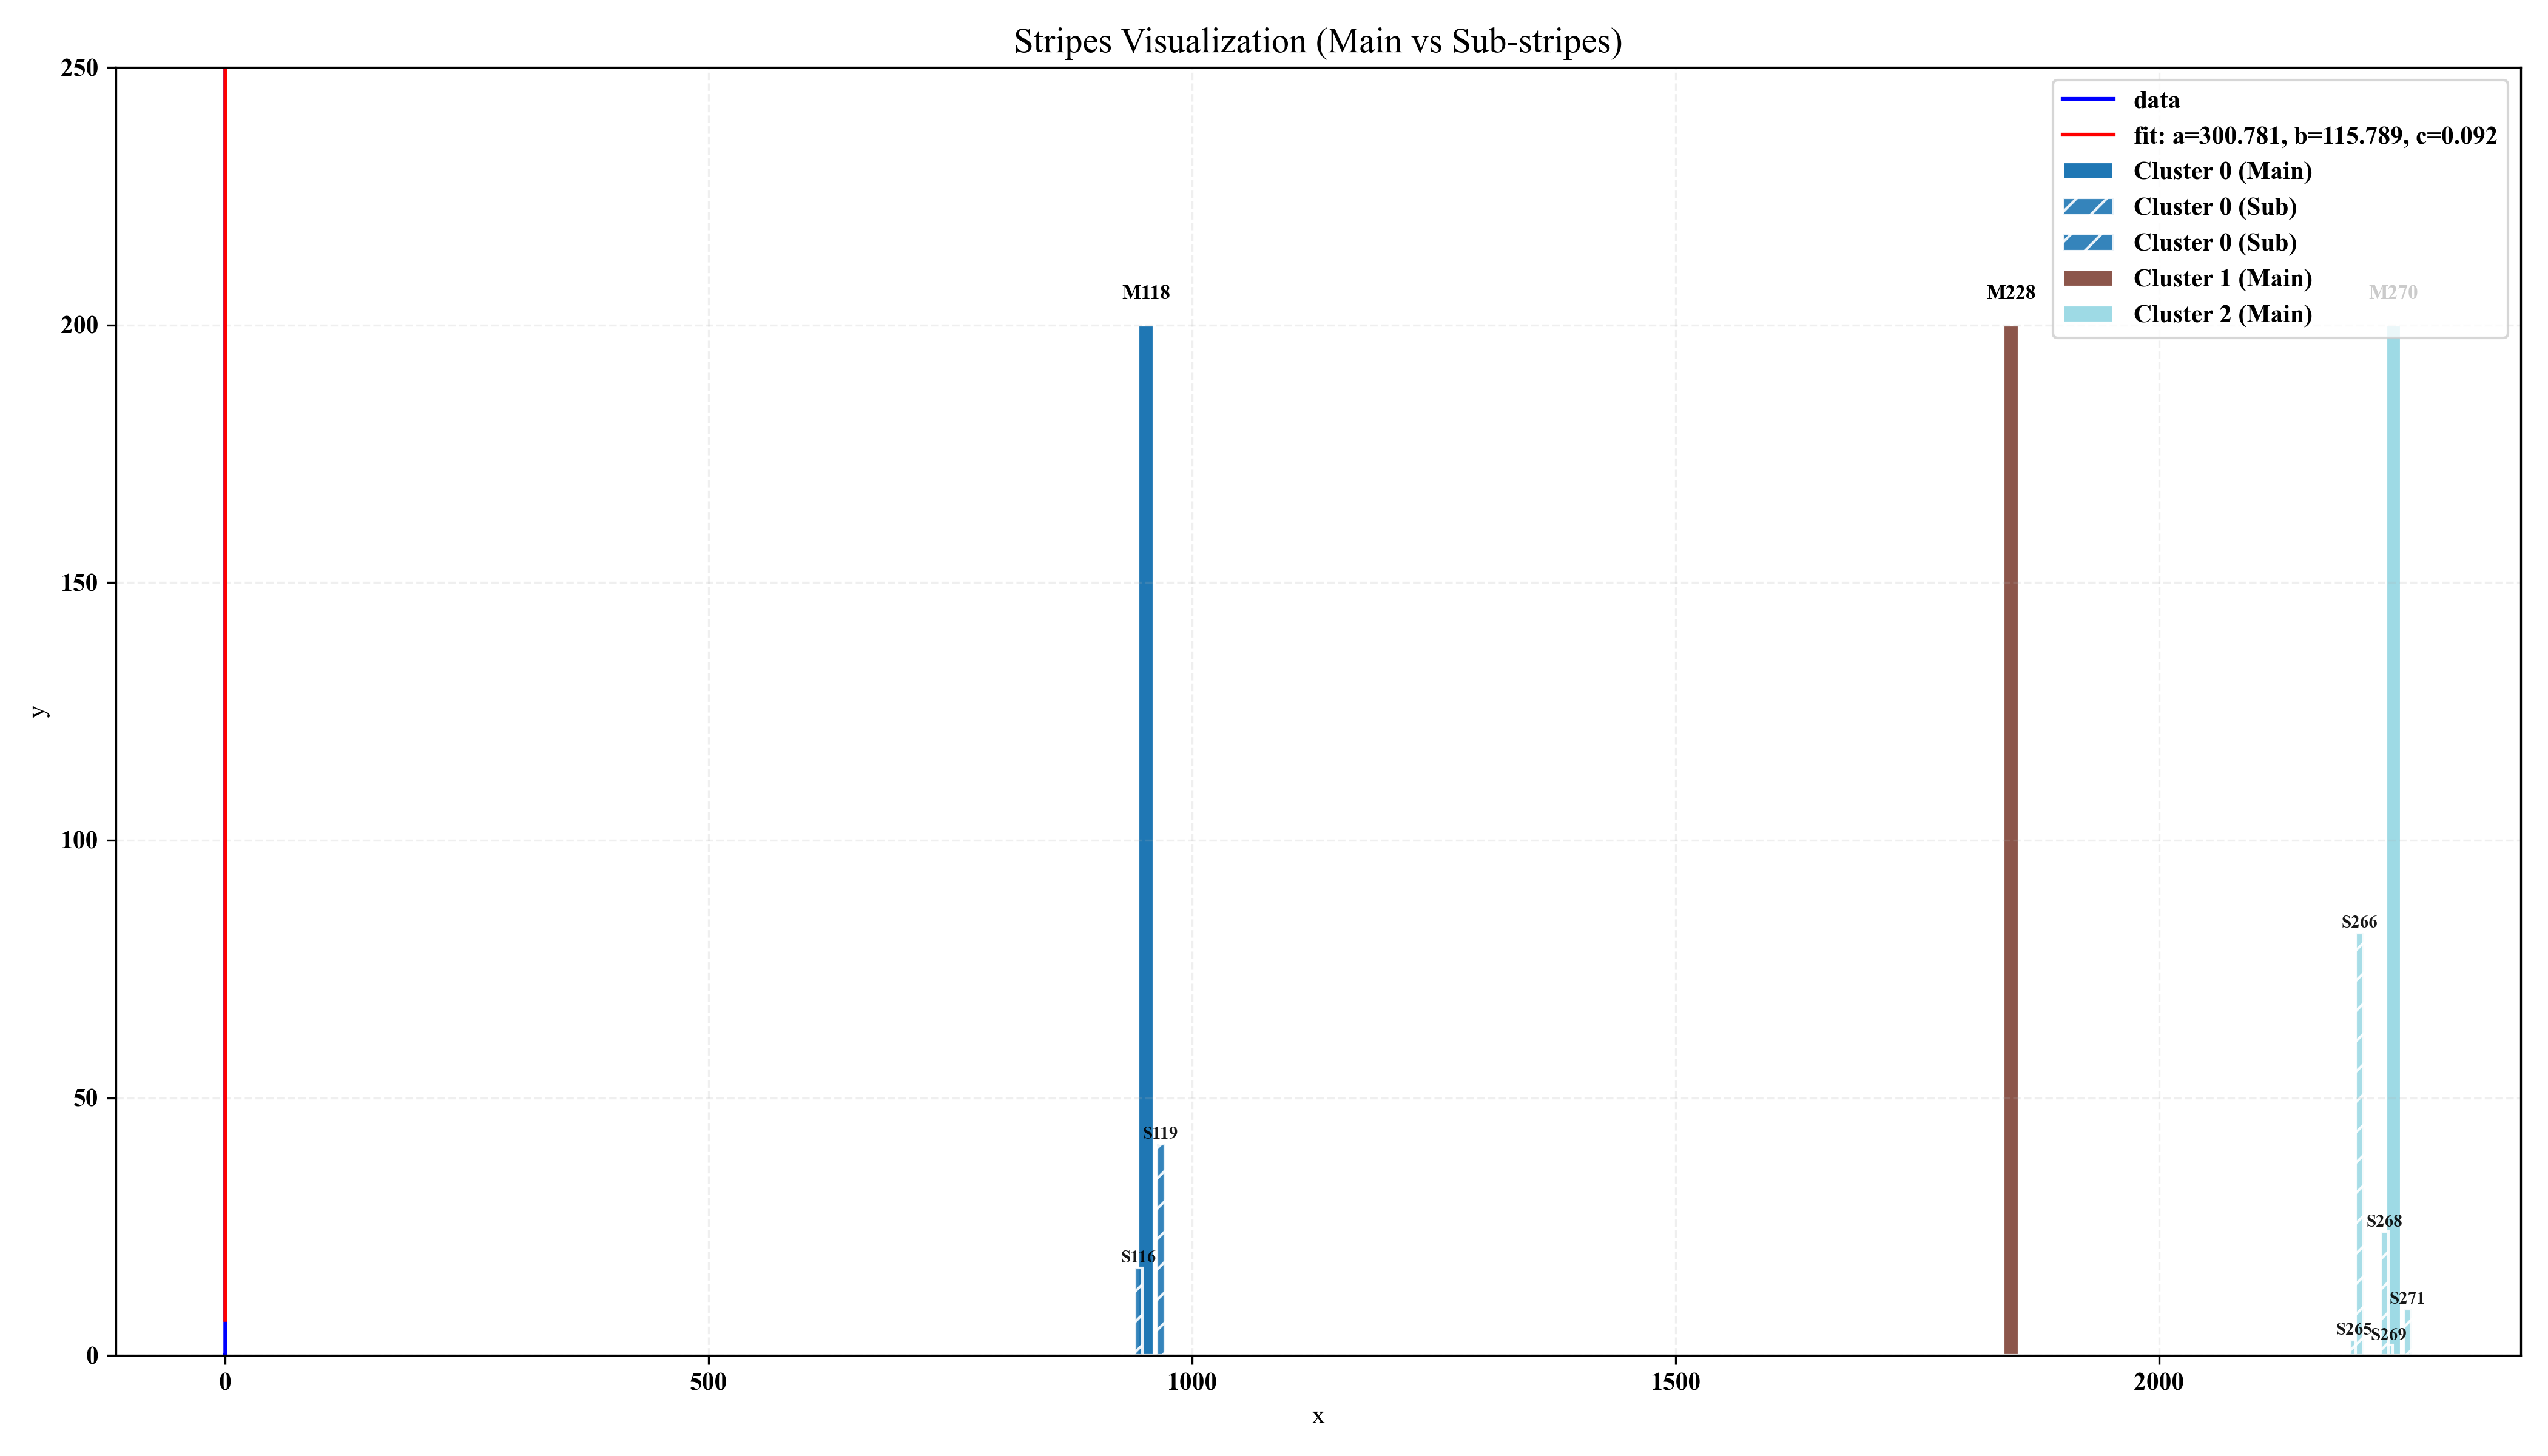 Stripes Visualization (Main vs Sub-stripes)
250
data
fit: a=300.781, b=115.789, c=0.092
Cluster 0 (Main)
Cluster 0 (Sub)
Cluster 0 (Sub)
Cluster 1 (Main)
Cluster 2 (Main)
M118
M228
M270
200
150
y
100
S266
50
S119
S268
S116
S271
S265
S269
0
0
500
1000
1500
2000
x